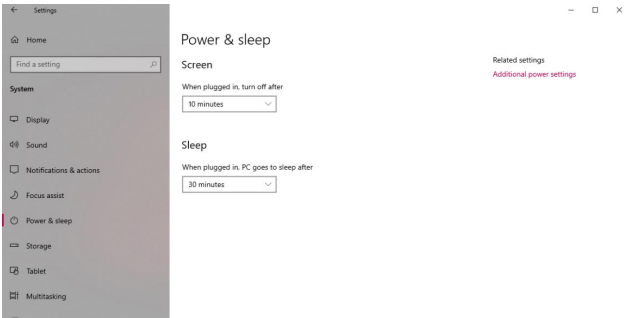 Settings
Home
Find a setting
System
Display
Sound
Notifications & actions
Focus assist
Power & sleep
Storage
Tablet
Multitasking
Power & sleep
Screen
When plugged in, turn off after
10 minutes
Sleep
When plugged in, PC goes to sleep after
30 minutes
Related settings
Additional power settings